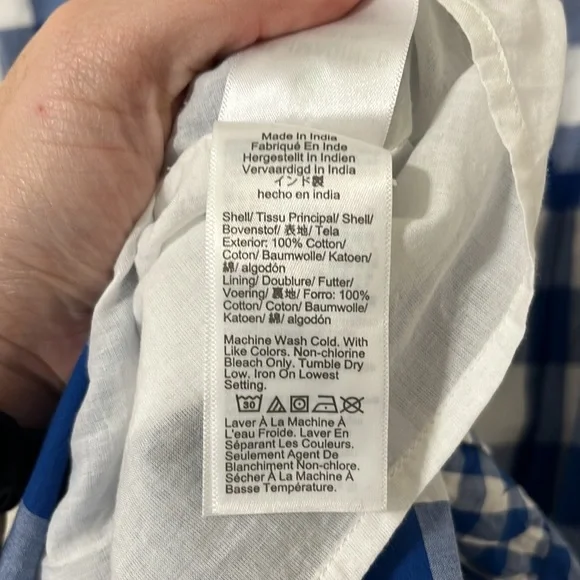 Made In India
Fabriqué En Inde
Hergestellt In Indien
Vervaardigd In India
インド製
hecho en india
Shell/ Tissu Principal/ Shell/
Bovenstof/ 表地/ Tela
Exterior: 100% Cotton/
Coton/ Baumwolle/ Katoen/
綿/ algodón
Lining/ Doublure/ Futter/
Voering/ 裏地/ Forro: 100%
Cotton/ Coton/ Baumwolle/
Katoen/ 綿/ algodón
Machine Wash Cold. With
Like Colors. Non-chlorine
Bleach Only. Tumble Dry
Low. Iron On Lowest
Setting.
30
Laver À La Machine À
L'eau Froide. Laver En
Séparant Les Couleurs.
Seulement Agent De
Blanchiment Non-chlore.
Sécher À La Machine À
Basse Température.